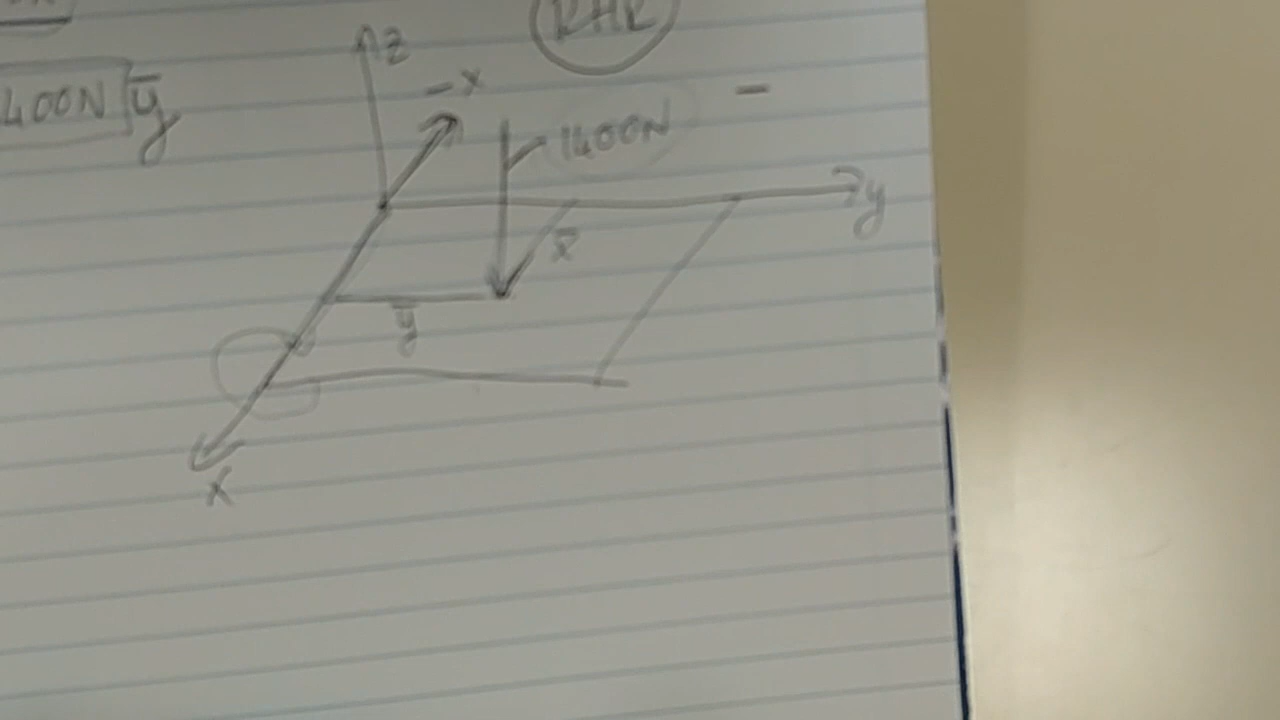 RHR
z
-x
400N ȳ
1400N
-
y
x̄
ȳ
x